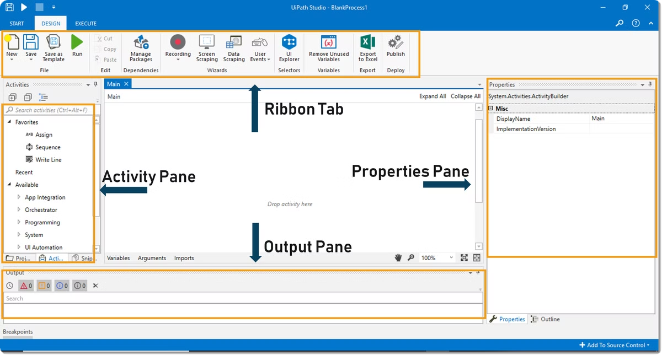 UiPath Studio - BlankProcess1
START DESIGN EXECUTE
New Save Save as Template Run
Cut
Copy
Paste
Manage Packages
Recording Screen Scraping Data Scraping User Events
UI Explorer
Remove Unused Variables
Export to Excel
Publish
File Edit Dependencies Wizards Selectors Variables Export Deploy
Activities
Search activities (Ctrl+Alt+F)
Favorites
Assign
Sequence
Write Line
Recent
Available
App Integration
Orchestrator
Programming
System
UI Automation
Proj... Acti... Snip...
Main
Main Expand All Collapse All
Ribbon Tab
Activity Pane
Properties Pane
Drop activity here
Output Pane
Variables Arguments Imports 100%
Properties
System.Activities.ActivityBuilder
Misc
DisplayName Main
ImplementationVersion
Output
0 0 0 0
Search
Properties Outline
Breakpoints
Add To Source Control